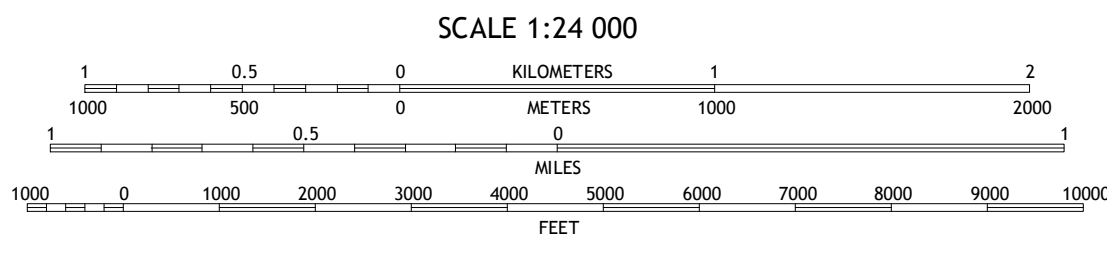 SCALE 1:24 000
1 0.5 0 KILOMETERS 1 2
1000 500 0 METERS 1000 2000
1 0.5 0 1
MILES
1000 0 1000 2000 3000 4000 5000 6000 7000 8000 9000 10000
FEET